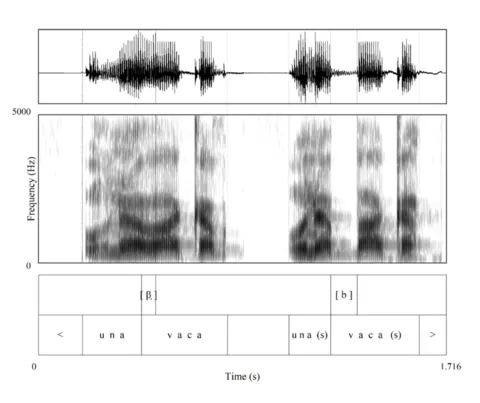 5000
Frequency (Hz)
0
[ β̞ ] [ b ]
< u n a v a c a u n a (s) v a c a (s) >
0 1.716
Time (s)